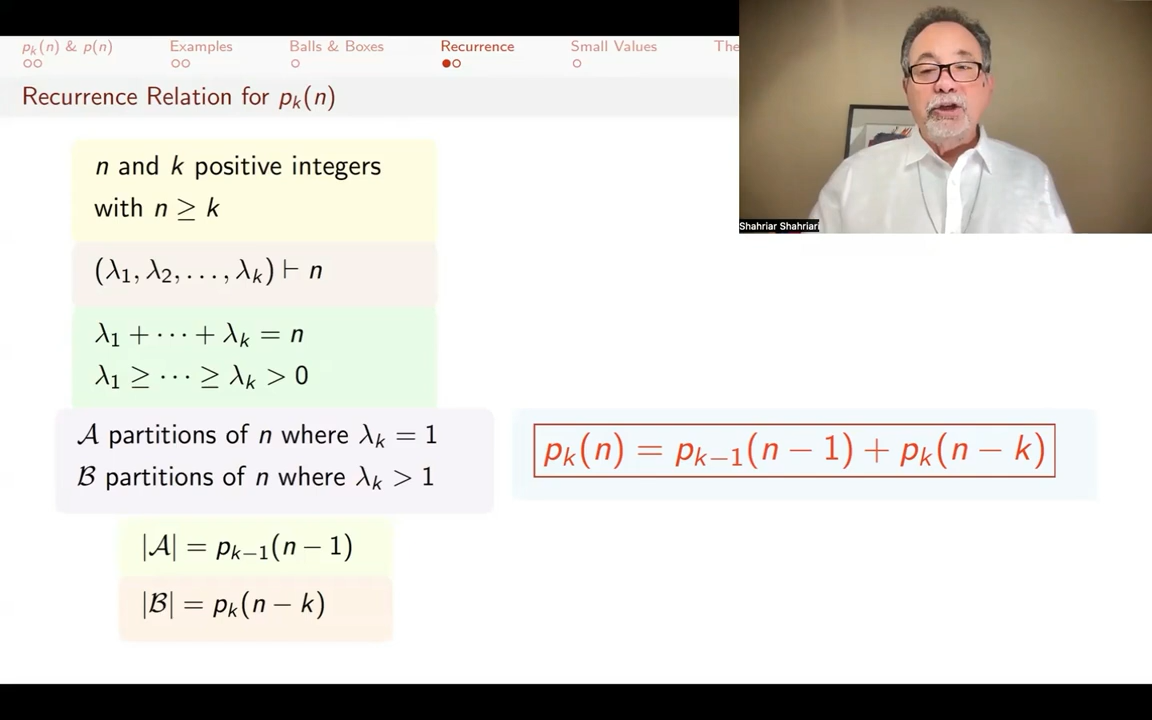 pₖ(n) & p(n) Examples Balls & Boxes Recurrence Small Values The
Recurrence Relation for pₖ(n)
n and k positive integers
with n ≥ k
(λ₁, λ₂, . . . , λₖ) ⊢ n
λ₁ + · · · + λₖ = n
λ₁ ≥ · · · ≥ λₖ > 0
𝒜 partitions of n where λₖ = 1
ℬ partitions of n where λₖ > 1
pₖ(n) = pₖ₋₁(n − 1) + pₖ(n − k)
|𝒜| = pₖ₋₁(n − 1)
|ℬ| = pₖ(n − k)
Shahriar Shahriari